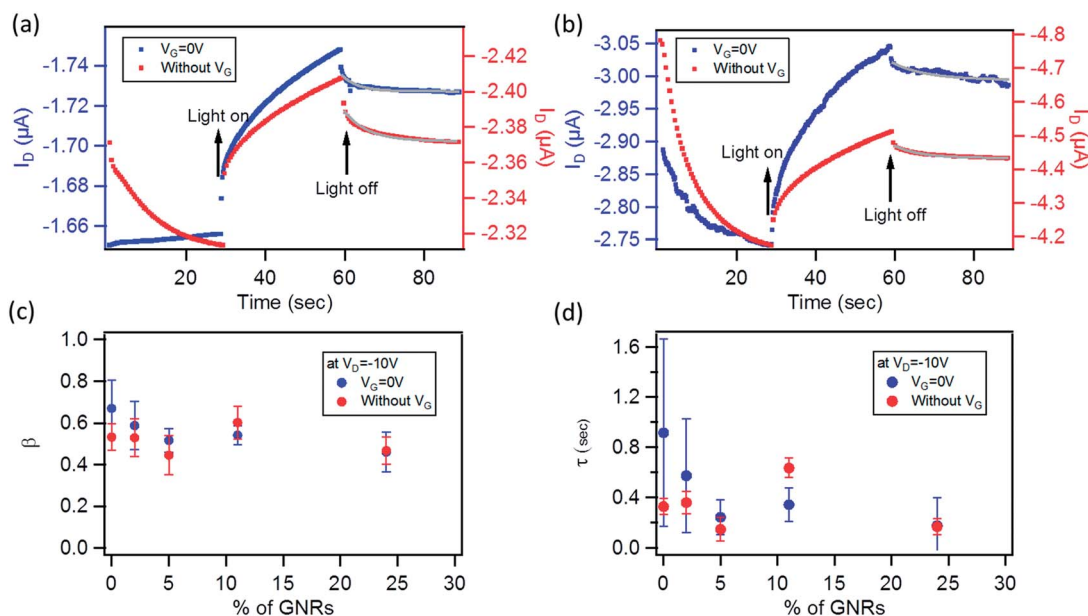 (a)
V_G=0V
Without V_G
Light on
Light off
-1.74
-1.72
-1.70
-1.68
-1.66
I_D (µA)
-2.42
-2.40
-2.38
-2.36
-2.34
-2.32
I_D (µA)
20 40 60 80
Time (sec)
(b)
V_G=0V
Without V_G
Light on
Light off
-3.05
-3.00
-2.95
-2.90
-2.85
-2.80
-2.75
I_D (µA)
-4.8
-4.7
-4.6
-4.5
-4.4
-4.3
-4.2
I_D (µA)
20 40 60 80
Time (sec)
(c)
at V_D=-10V
V_G=0V
Without V_G
1.0
0.8
0.6
0.4
0.2
0.0
β
0 5 10 15 20 25 30
% of GNRs
(d)
at V_D=-10V
V_G=0V
Without V_G
1.6
1.2
0.8
0.4
0.0
τ (sec)
0 5 10 15 20 25 30
% of GNRs